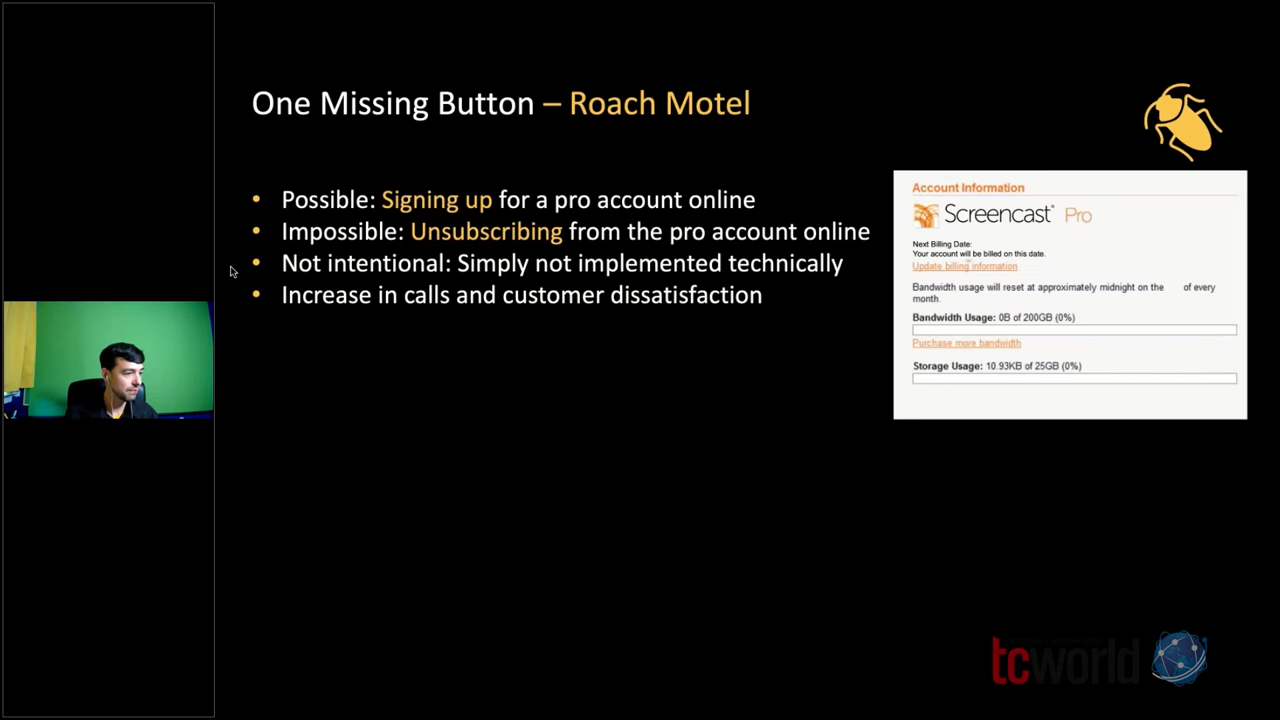 One Missing Button – Roach Motel
• Possible: Signing up for a pro account online
• Impossible: Unsubscribing from the pro account online
• Not intentional: Simply not implemented technically
• Increase in calls and customer dissatisfaction
Account Information
Screencast® Pro
Next Billing Date:
Your account will be billed on this date.
Update billing information
Bandwidth usage will reset at approximately midnight on the of every
month.
Bandwidth Usage: 0B of 200GB (0%)
Purchase more bandwidth
Storage Usage: 10.93KB of 25GB (0%)
tcworld